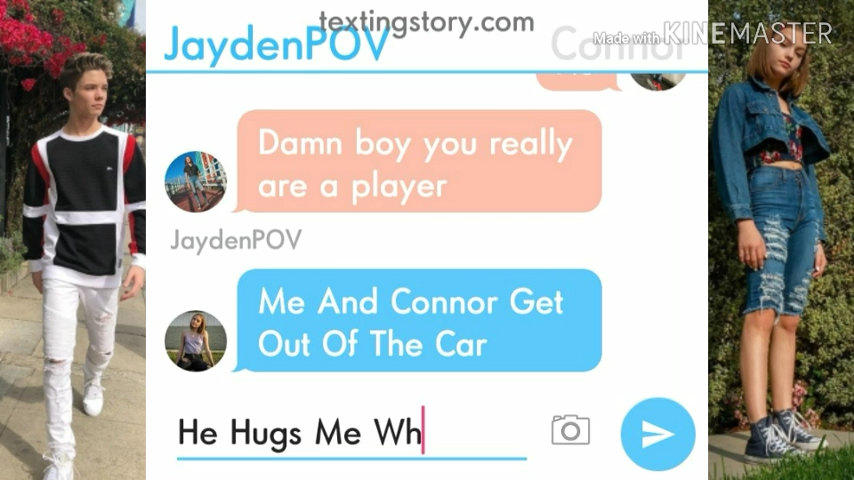 textingstory.com
JaydenPOV
Connor
Made with KINEMASTER
Damn boy you really
are a player
JaydenPOV
Me And Connor Get
Out Of The Car
He Hugs Me Wh